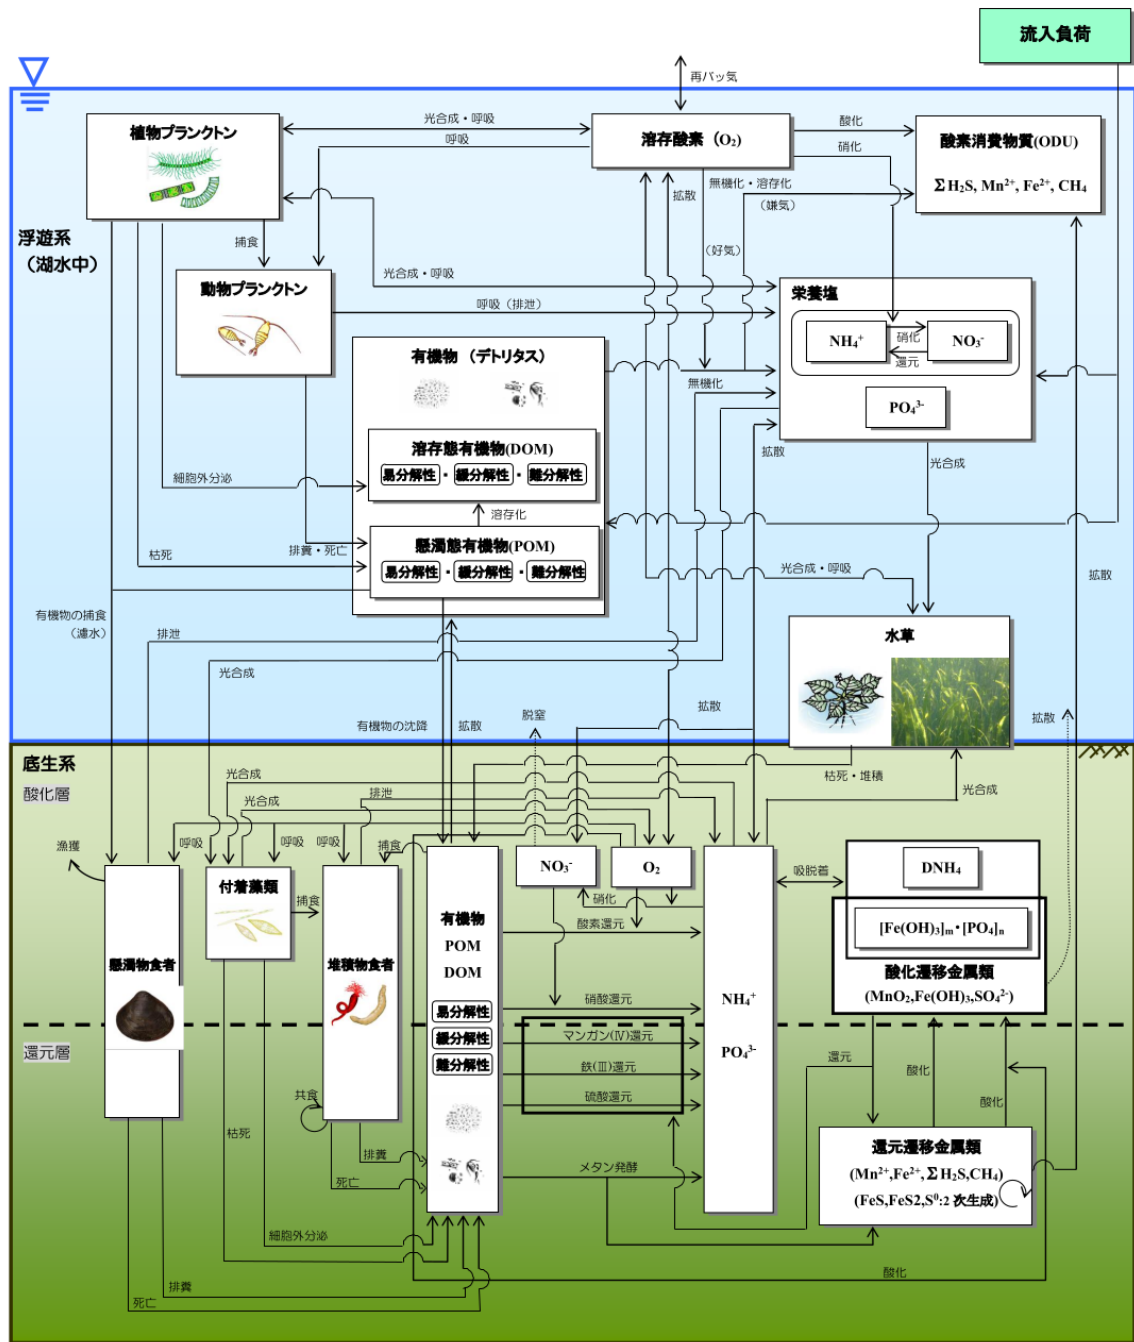 流入負荷
再バッ気
植物プランクトン
光合成・呼吸
呼吸
溶存酸素（O₂）
酸化
硝化
酸素消費物質(ODU)
ΣH₂S, Mn²⁺, Fe²⁺, CH₄
拡散
無機化・溶存化
（嫌気）
（好気）
浮遊系
（湖水中）
捕食
動物プランクトン
光合成・呼吸
呼吸（排泄）
栄養塩
NH₄⁺
硝化
還元
NO₃⁻
PO₄³⁻
有機物 （デトリタス）
無機化
溶存態有機物(DOM)
易分解性・緩分解性・難分解性
細胞外分泌
溶存化
拡散
光合成
懸濁態有機物(POM)
易分解性・緩分解性・難分解性
枯死
排糞・死亡
光合成・呼吸
拡散
有機物の捕食
（濾水）
排泄
水草
光合成
有機物の沈降
拡散
脱窒
拡散
拡散
底生系
酸化層
光合成
光合成
排泄
枯死・堆積
光合成
漁獲
呼吸
呼吸
呼吸
捕食
NO₃⁻
O₂
吸脱着
DNH₄
付着藻類
捕食
硝化
酸素還元
有機物
POM
DOM
[Fe(OH)₃]m・[PO₄]n
懸濁物食者
堆積物食者
酸化遷移金属類
(MnO₂,Fe(OH)₃,SO₄²⁻)
NH₄⁺
PO₄³⁻
易分解性
緩分解性
難分解性
硝酸還元
マンガン(Ⅳ)還元
鉄(Ⅲ)還元
硫酸還元
還元層
還元
酸化
酸化
共食
枯死
排糞
死亡
メタン発酵
還元遷移金属類
(Mn²⁺,Fe²⁺,ΣH₂S,CH₄)
(FeS,FeS2,S⁰:2 次生成)
細胞外分泌
排糞
死亡
酸化